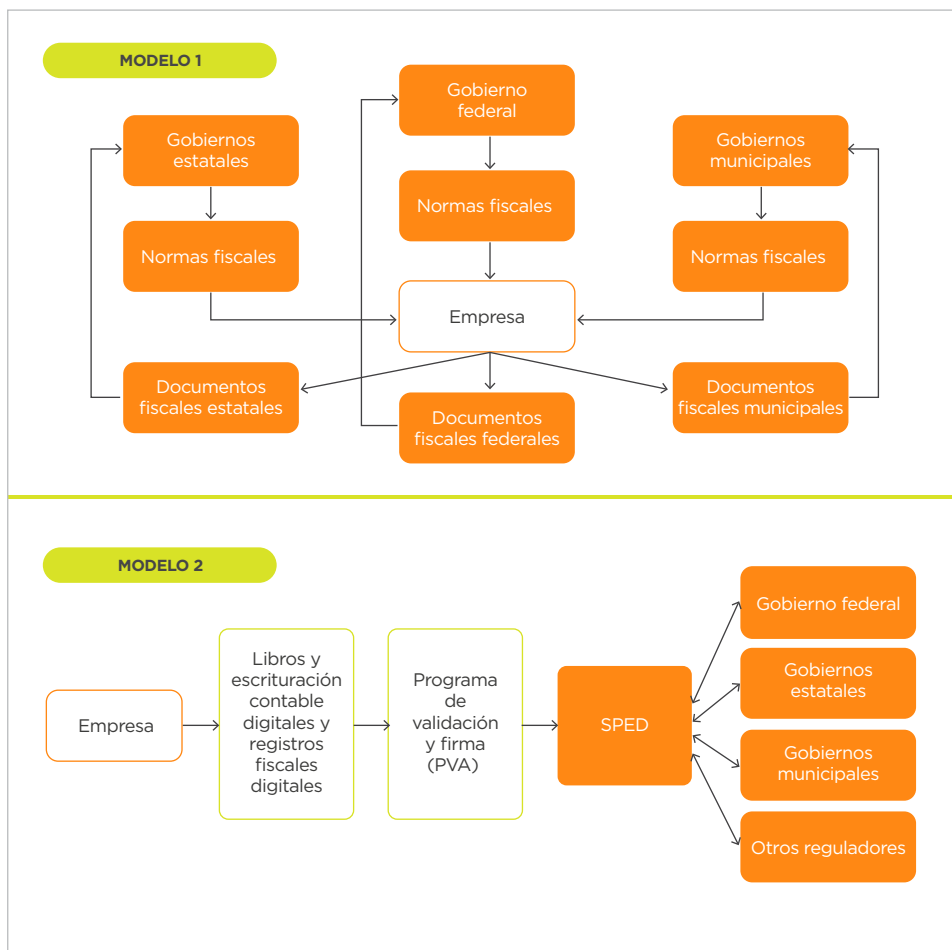 MODELO 1
Gobierno
federal
Gobiernos
estatales
Gobiernos
municipales
Normas fiscales
Normas fiscales
Normas fiscales
Empresa
Documentos
fiscales estatales
Documentos
fiscales federales
Documentos
fiscales municipales
MODELO 2
Empresa
Libros y
escrituración
contable
digitales y
registros
fiscales
digitales
Programa
de
validación
y firma
(PVA)
SPED
Gobierno federal
Gobiernos
estatales
Gobiernos
municipales
Otros reguladores